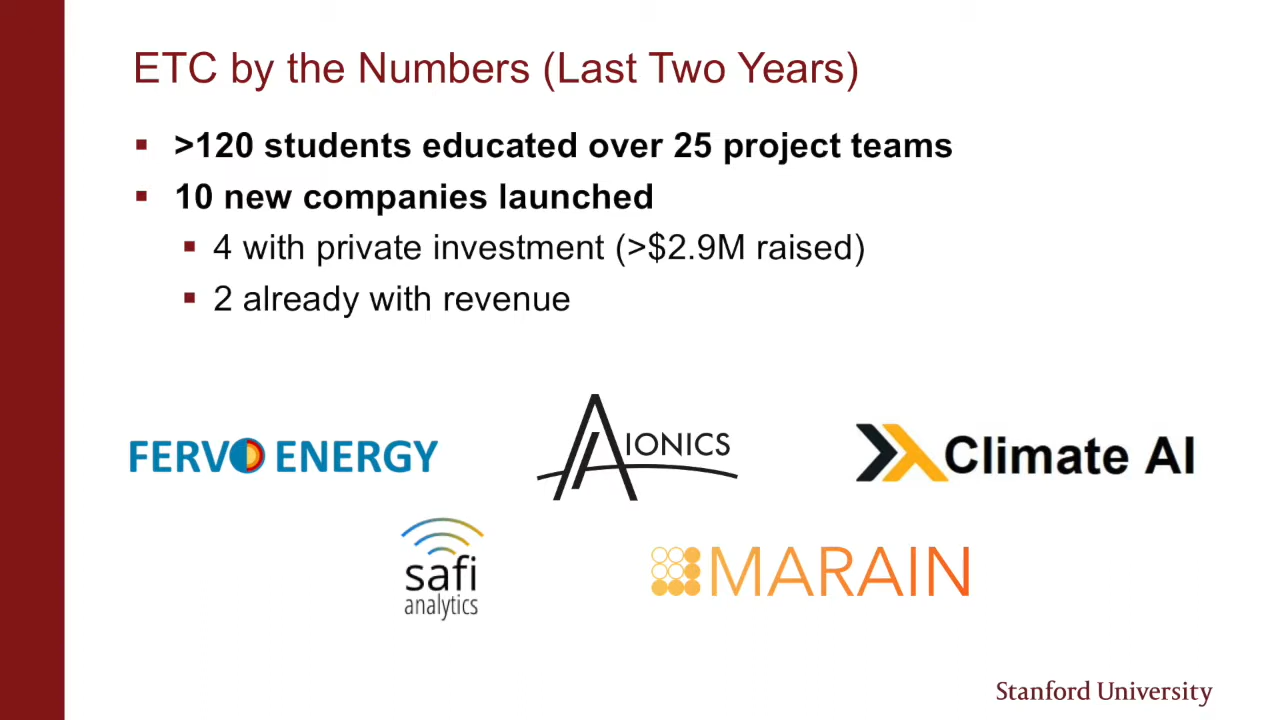 ETC by the Numbers (Last Two Years)
▪ >120 students educated over 25 project teams
▪ 10 new companies launched
▪ 4 with private investment (>$2.9M raised)
▪ 2 already with revenue
FERVO ENERGY
AIONICS
Climate AI
safi
analytics
MARAIN
Stanford University